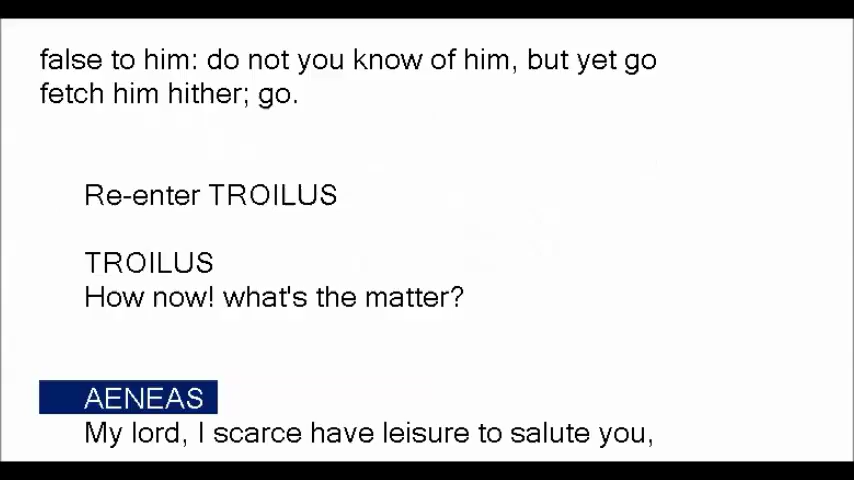 false to him: do not you know of him, but yet go
fetch him hither; go.
Re-enter TROILUS
TROILUS
How now! what's the matter?
AENEAS
My lord, I scarce have leisure to salute you,